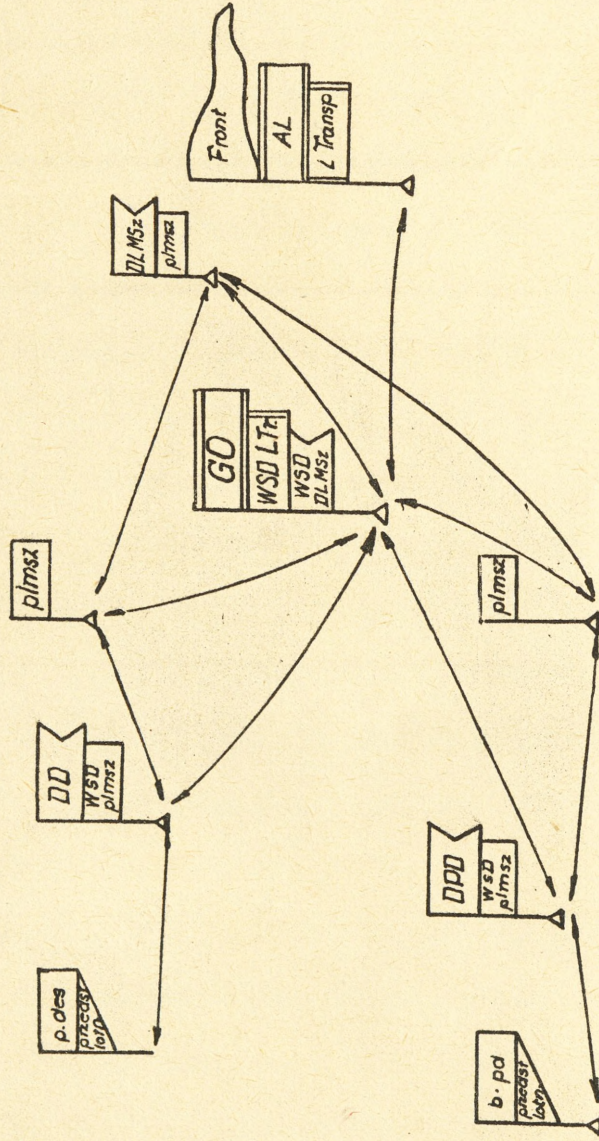 Front
AL
L Transp
DLMSz
plmsz
GO
WSD LTr.
WSD
DLMSz
plmsz
plmsz
DD
WSD
plmsz
DPD
WSD
plmsz
p.des
przedst
lotn
b.pd
przedst
lotn.